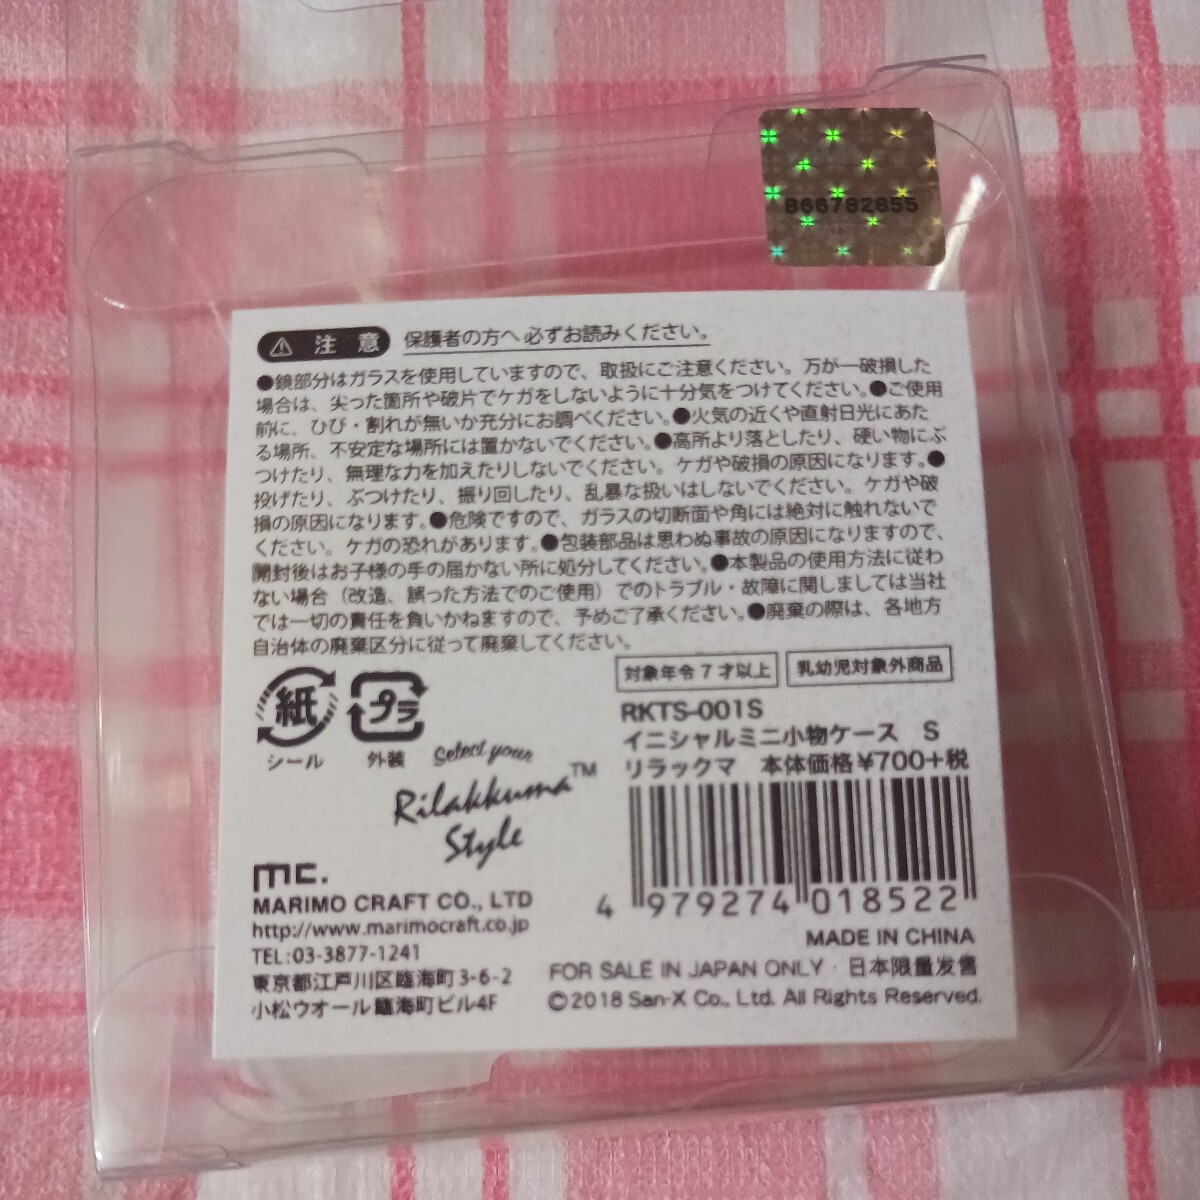 B66782855
⚠ 注意 保護者の方へ必ずお読みください。
●鏡部分はガラスを使用していますので、取扱にご注意ください。万が一破損した
場合は、尖った箇所や破片でケガをしないように十分気をつけてください。●ご使用
前に、ひび・割れが無いか充分にお調べください。●火気の近くや直射日光にあた
る場所、不安定な場所には置かないでください。●高所より落としたり、硬い物にぶ
つけたり、無理な力を加えたりしないでください。ケガや破損の原因になります。●
投げたり、ぶつけたり、振り回したり、乱暴な扱いはしないでください。ケガや破
損の原因になります。●危険ですので、ガラスの切断面や角には絶対に触れないで
ください。ケガの恐れがあります。●包装部品は思わぬ事故の原因になりますので、
開封後はお子様の手の届かない所に処分してください。●本製品の使用方法に従わ
ない場合（改造、誤った方法でのご使用）でのトラブル・故障に関しましては当社
では一切の責任を負いかねますので、予めご了承ください。●廃棄の際は、各地方
自治体の廃棄区分に従って廃棄してください。
対象年令7才以上 乳幼児対象外商品
紙 プラ
シール 外装
RKTS-001S
イニシャルミニ小物ケース S
リラックマ 本体価格¥700+税
Select your
Rilakkuma™
Style
4 979274 018522
mc.
MARIMO CRAFT CO., LTD
http://www.marimocraft.co.jp
TEL:03-3877-1241
東京都江戸川区臨海町3-6-2
小松ウオール臨海町ビル4F
MADE IN CHINA
FOR SALE IN JAPAN ONLY・日本限量发售
©2018 San-X Co., Ltd. All Rights Reserved.